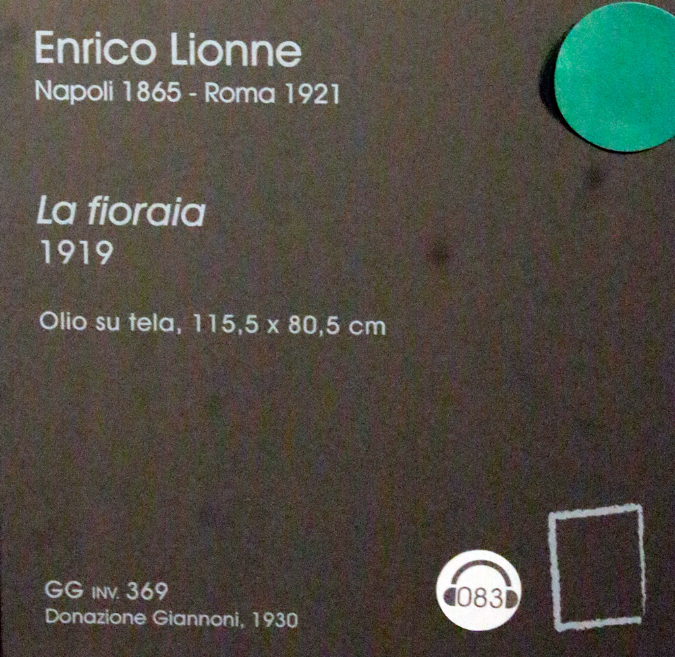 Enrico Lionne
Napoli 1865 - Roma 1921
La fioraia
1919
Olio su tela, 115,5 x 80,5 cm
GG INV. 369
Donazione Giannoni, 1930
083